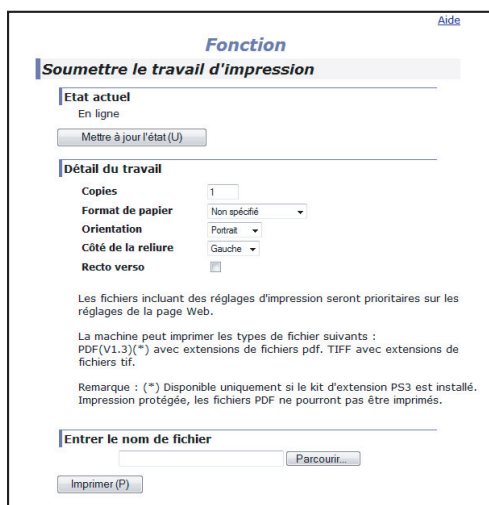 Aide
Fonction
Soumettre le travail d'impression
Etat actuel
En ligne
Mettre à jour l'état (U)
Détail du travail
Copies 1
Format de papier Non spécifié
Orientation Portrait
Côté de la reliure Gauche
Recto verso
Les fichiers incluant des réglages d'impression seront prioritaires sur les
réglages de la page Web.
La machine peut imprimer les types de fichier suivants :
PDF(V1.3)(*) avec extensions de fichiers pdf. TIFF avec extensions de
fichiers tif.
Remarque : (*) Disponible uniquement si le kit d'extension PS3 est installé.
Impression protégée, les fichiers PDF ne pourront pas être imprimés.
Entrer le nom de fichier
Parcourir...
Imprimer (P)